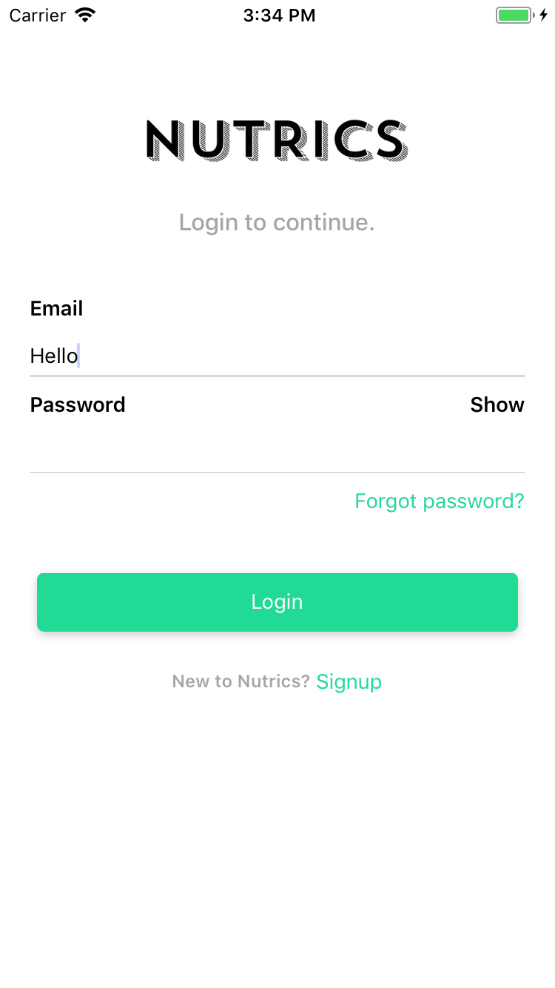 Carrier 3:34 PM
NUTRICS
Login to continue.
Email
Hello
Password Show
Forgot password?
Login
New to Nutrics? Signup